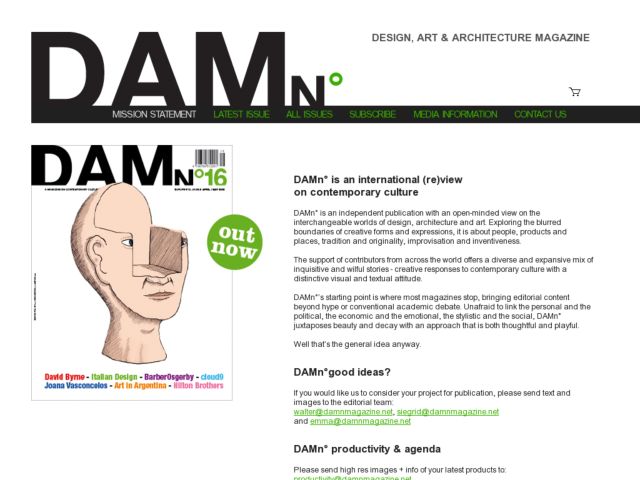 DAMn°
DESIGN, ART & ARCHITECTURE MAGAZINE
MISSION STATEMENT LATEST ISSUE ALL ISSUES SUBSCRIBE MEDIA INFORMATION CONTACT US
DAMn°16
out
now
David Byrne - Italian Design - BarberOsgerby - cloud9
Joana Vasconcelos - Art in Argentina - Hilton Brothers
DAMn° is an international (re)view
on contemporary culture
DAMn° is an independent publication with an open-minded view on the
interchangeable worlds of design, architecture and art. Exploring the blurred
boundaries of creative forms and expressions, it is about people, products and
places, tradition and originality, improvisation and inventiveness.
The support of contributors from across the world offers a diverse and expansive mix of
inquisitive and wilful stories - creative responses to contemporary culture with a
distinctive visual and textual attitude.
DAMn°'s starting point is where most magazines stop, bringing editorial content
beyond hype or conventional academic debate. Unafraid to link the personal and the
political, the economic and the emotional, the stylistic and the social, DAMn°
juxtaposes beauty and decay with an approach that is both thoughtful and playful.
Well that's the general idea anyway.
DAMn°good ideas?
If you would like us to consider your project for publication, please send text and
images to the editorial team:
walter@damnmagazine.net, siegrid@damnmagazine.net
and emma@damnmagazine.net
DAMn° productivity & agenda
Please send high res images + info of your latest products to:
productivity@damnmagazine.net